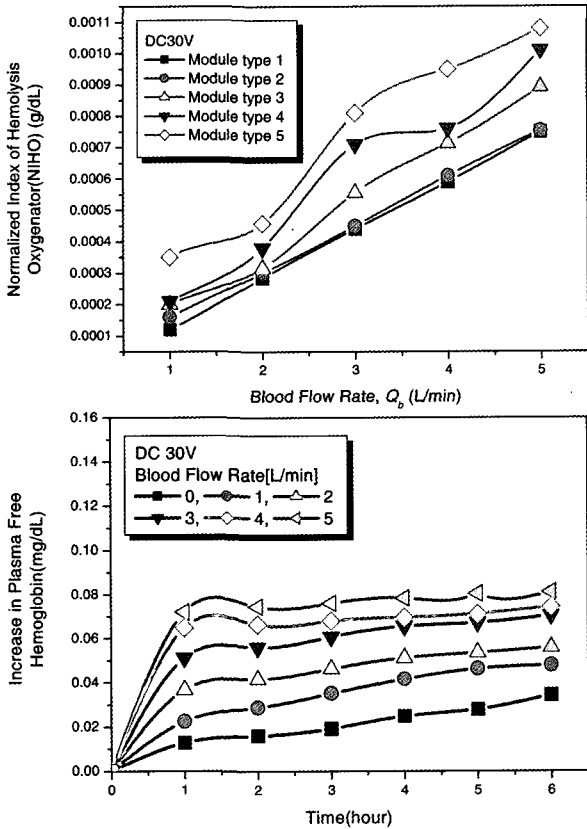 Normalized Index of Hemolysis
Oxygenator(NIHO) (g/dL)
0.0011
0.0010
0.0009
0.0008
0.0007
0.0006
0.0005
0.0004
0.0003
0.0002
0.0001
DC30V
Module type 1
Module type 2
Module type 3
Module type 4
Module type 5
1 2 3 4 5
Blood Flow Rate, Q_b (L/min)
Increase in Plasma Free
Hemoglobin(mg/dL)
0.16
0.14
0.12
0.10
0.08
0.06
0.04
0.02
0.00
DC 30V
Blood Flow Rate[L/min]
0, 1, 2
3, 4, 5
0 1 2 3 4 5 6
Time(hour)